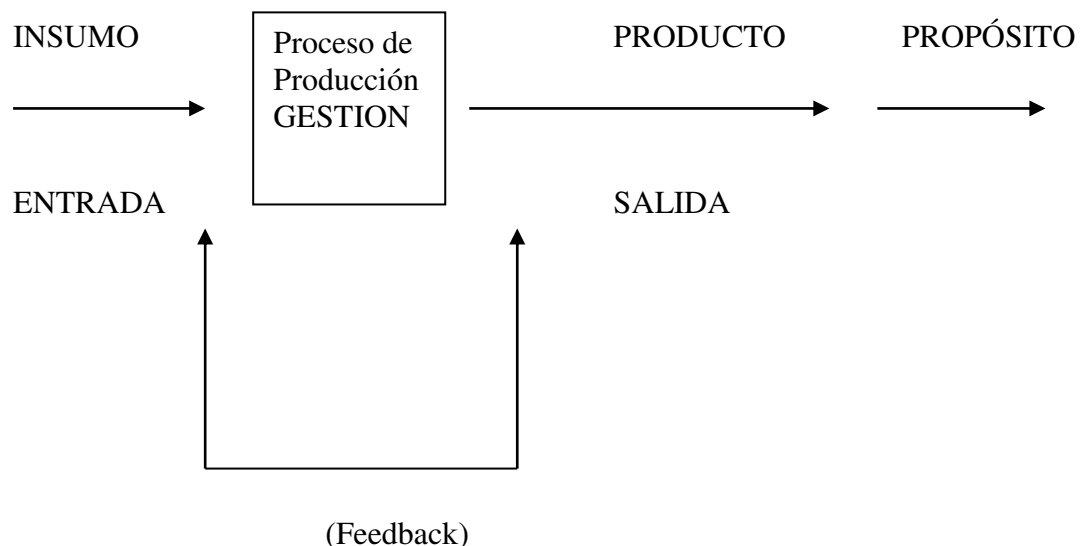 INSUMO
Proceso de
Producción
GESTION
PRODUCTO
PROPÓSITO
ENTRADA
SALIDA
(Feedback)